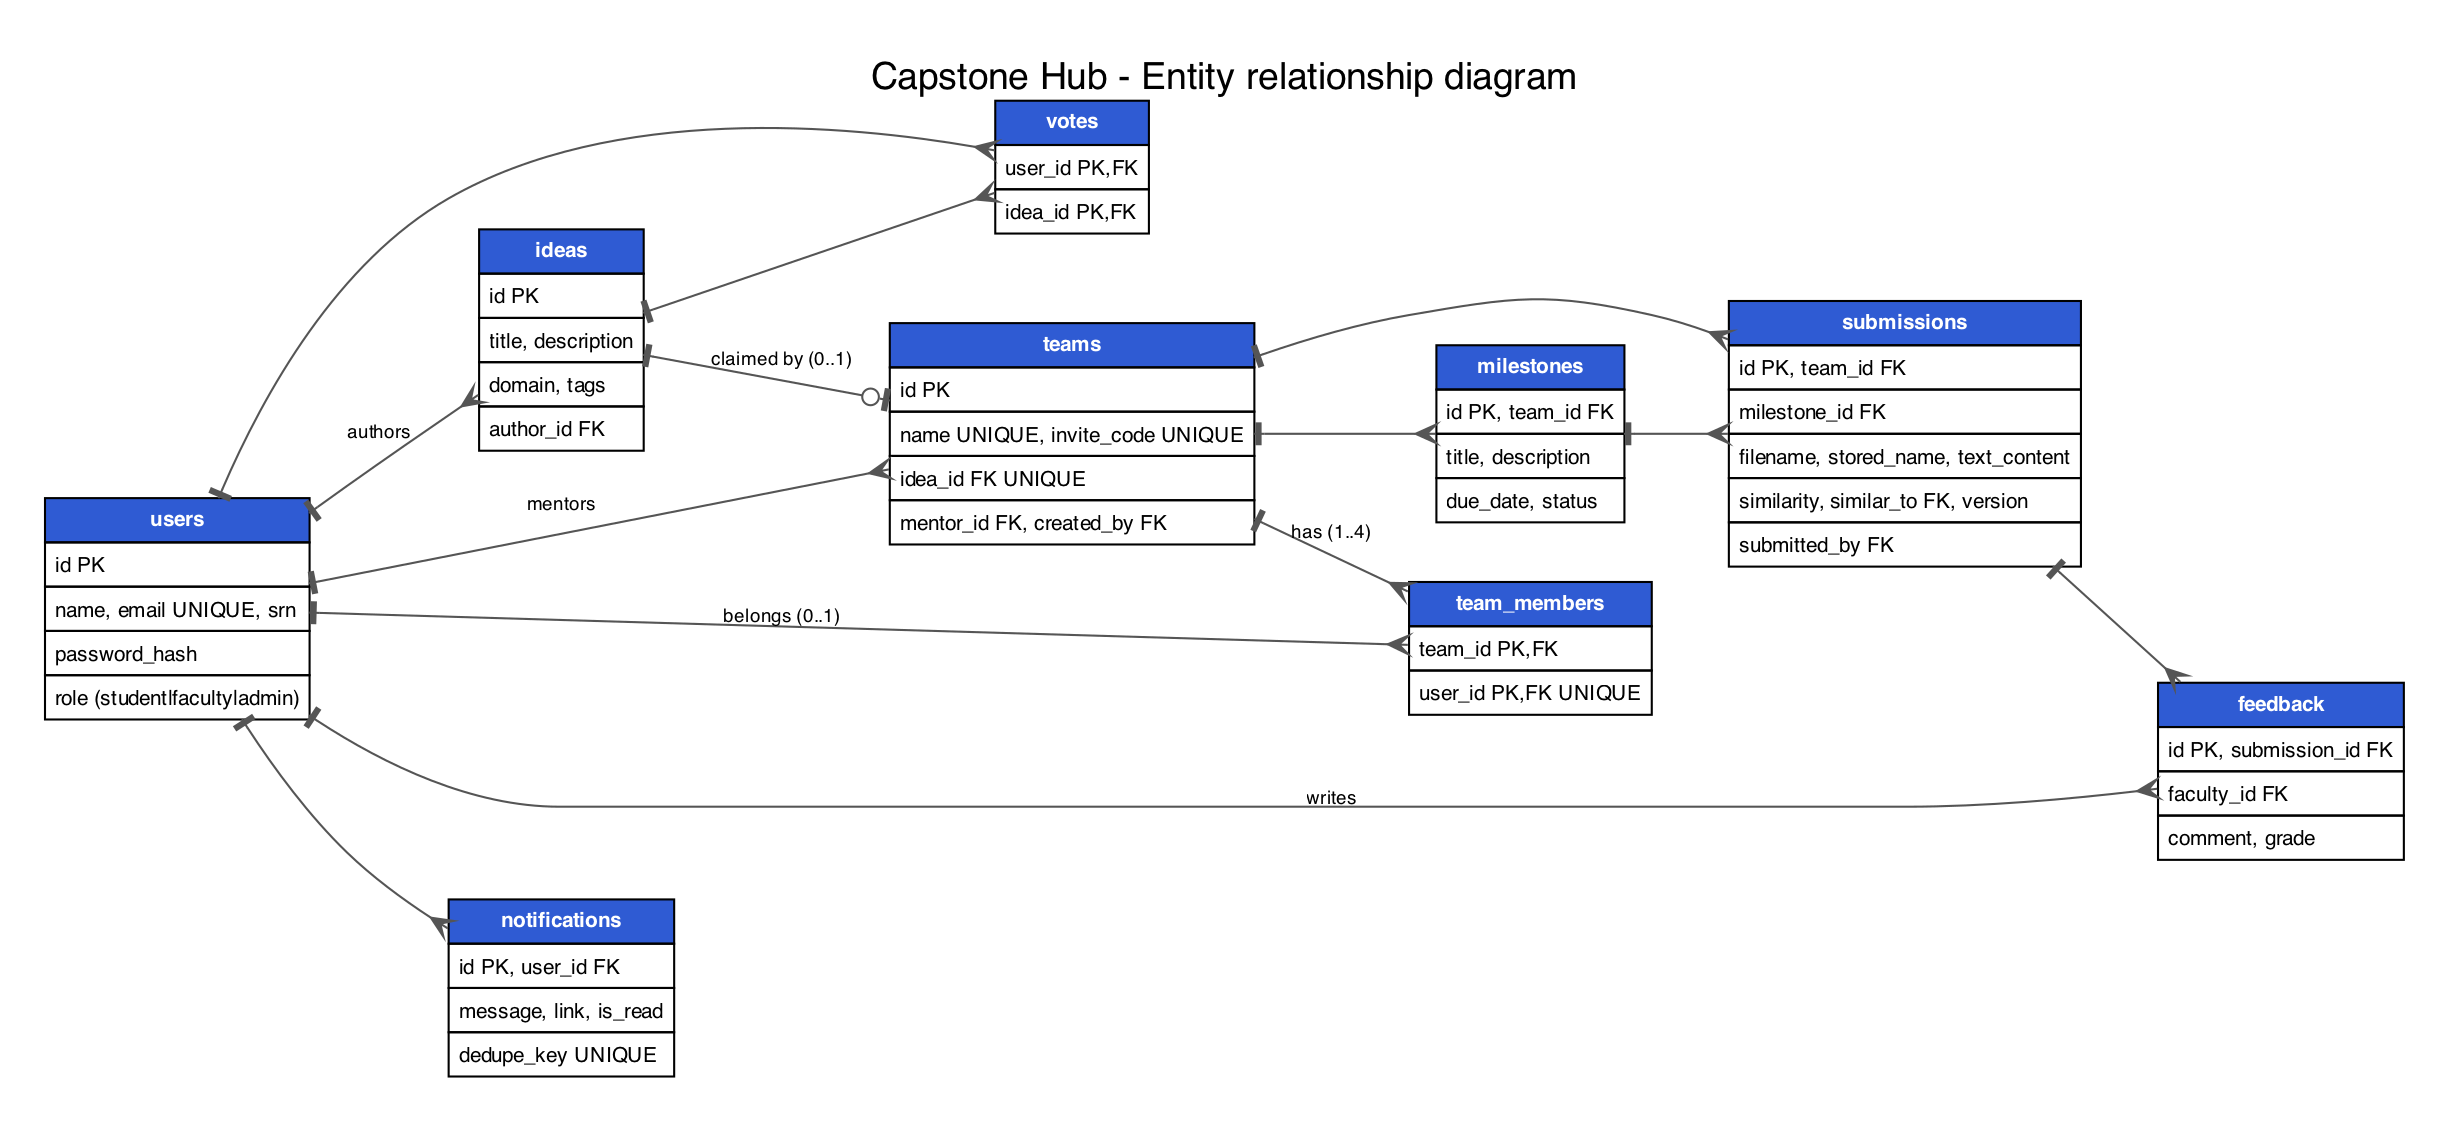 Capstone Hub - Entity relationship diagram
votes
user_id PK,FK
idea_id PK,FK
ideas
id PK
title, description
domain, tags
author_id FK
claimed by (0..1)
teams
id PK
name UNIQUE, invite_code UNIQUE
idea_id FK UNIQUE
mentor_id FK, created_by FK
milestones
id PK, team_id FK
title, description
due_date, status
submissions
id PK, team_id FK
milestone_id FK
filename, stored_name, text_content
similarity, similar_to FK, version
submitted_by FK
authors
mentors
has (1..4)
users
id PK
name, email UNIQUE, srn
password_hash
role (student|faculty|admin)
belongs (0..1)
team_members
team_id PK,FK
user_id PK,FK UNIQUE
feedback
id PK, submission_id FK
faculty_id FK
comment, grade
writes
notifications
id PK, user_id FK
message, link, is_read
dedupe_key UNIQUE